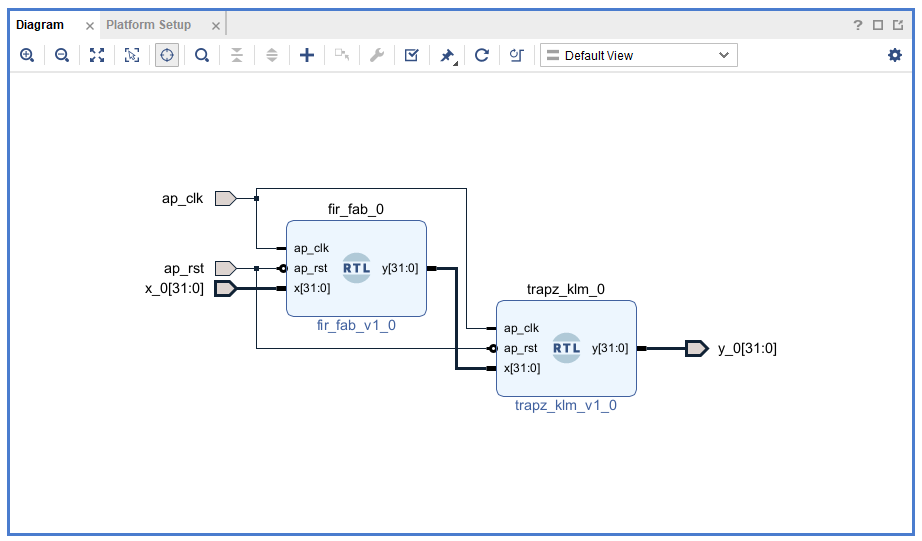 Diagram
Platform Setup
?
Default View
ap_clk
fir_fab_0
ap_clk
ap_rst
ap_rst
RTL
y[31:0]
x_0[31:0]
x[31:0]
trapz_klm_0
fir_fab_v1_0
ap_clk
ap_rst
RTL
y[31:0]
y_0[31:0]
x[31:0]
trapz_klm_v1_0